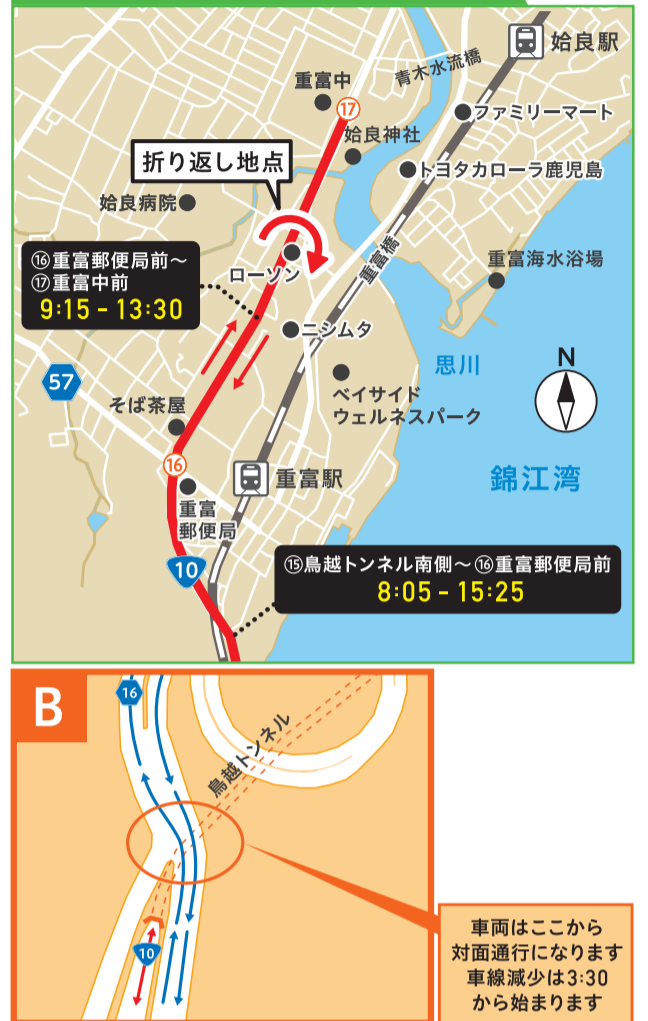 姶良駅
青木水流橋
重富中
⑰
ファミリーマート
姶良神社
折り返し地点
トヨタカローラ鹿児島
姶良病院
重富橋
重富海水浴場
⑯重富郵便局前～
⑰重富中前
9:15－13:30
ローソン
ニシムタ
思川
N
57
ベイサイド
ウェルネスパーク
そば茶屋
⑯
重富駅
錦江湾
重富
郵便局
10
⑮鳥越トンネル南側～⑯重富郵便局前
8:05－15:25
B
16
鳥越トンネル
10
車両はここから
対面通行になります
車線減少は3:30
から始まります